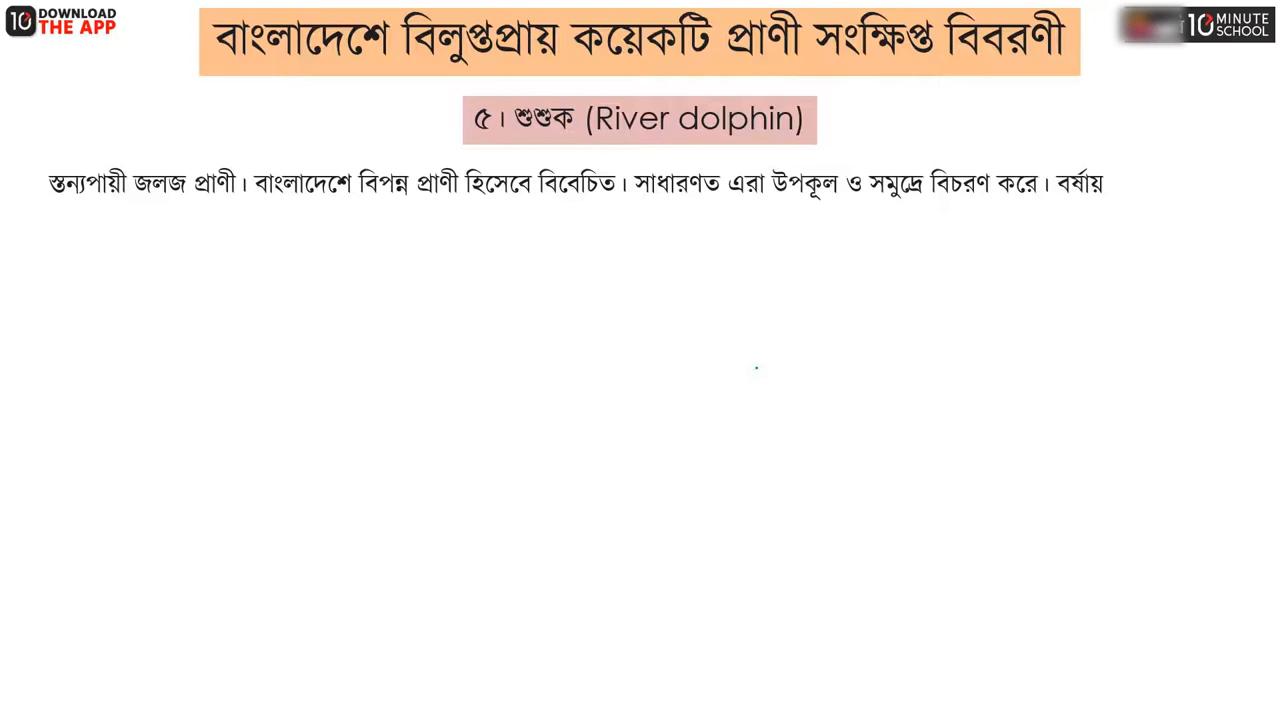 DOWNLOAD
THE APP
বাংলাদেশে বিলুপ্তপ্রায় কয়েকটি প্রাণী সংক্ষিপ্ত বিবরণী
10 MINUTE
SCHOOL
৫। শুশুক (River dolphin)
স্তন্যপায়ী জলজ প্রাণী। বাংলাদেশে বিপন্ন প্রাণী হিসেবে বিবেচিত। সাধারণত এরা উপকূল ও সমুদ্রে বিচরণ করে। বর্ষায়